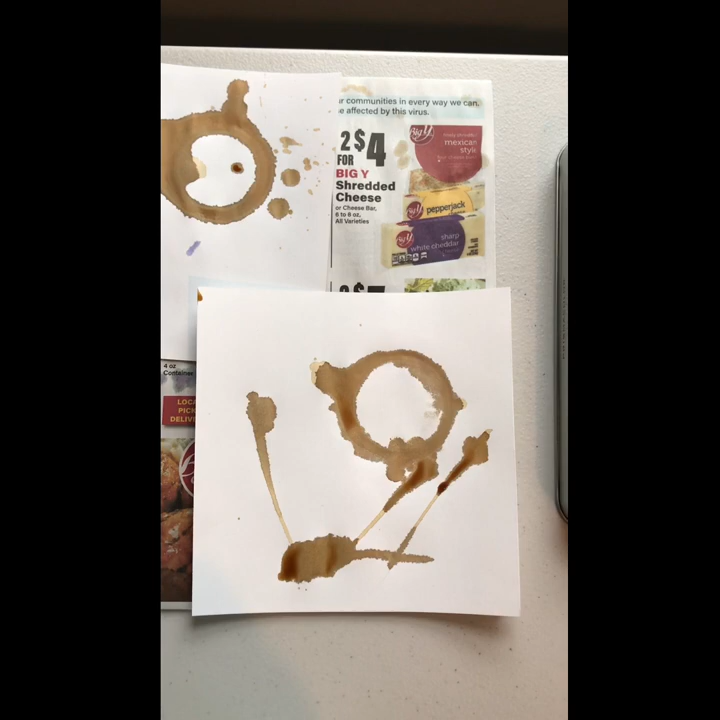 r communities in every way we can.
e affected by this virus.
2 $4
FOR
BIG Y
Shredded
Cheese
or Cheese Bar,
6 to 8 oz,
All Varieties
Big Y
mexican
style
Big Y
pepperjack
Big Y
sharp
white cheddar
4 oz
Container
LOCA
PICK
DELIVE